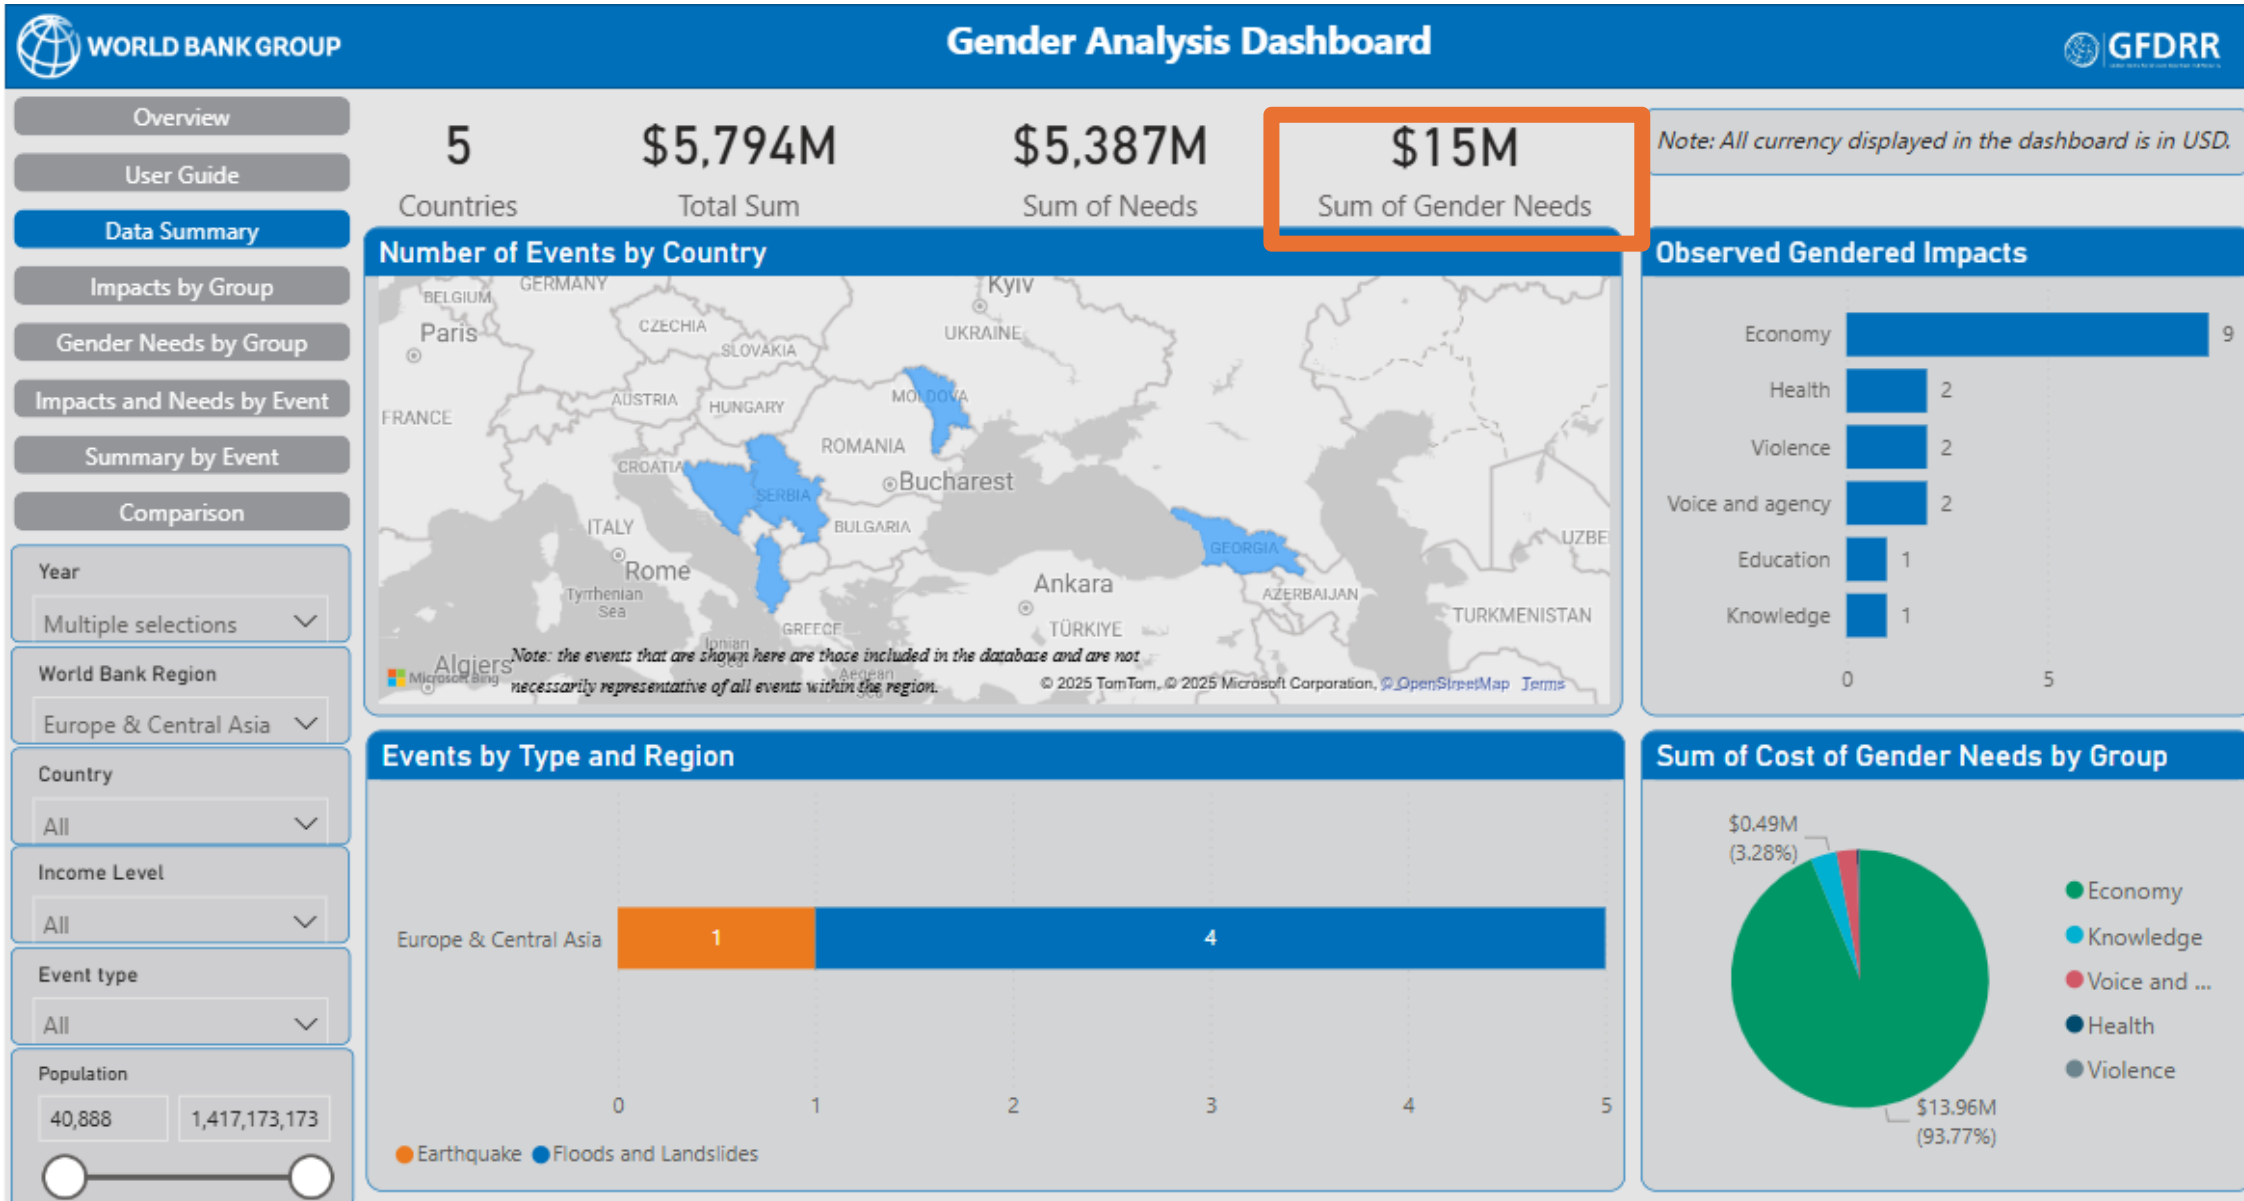 WORLD BANK GROUP
Gender Analysis Dashboard
GFDRR
Overview
User Guide
Data Summary
Impacts by Group
Gender Needs by Group
Impacts and Needs by Event
Summary by Event
Comparison
Year
Multiple selections
World Bank Region
Europe & Central Asia
Country
All
Income Level
All
Event type
All
Population
40,888
1,417,173,173
5
Countries
$5,794M
Total Sum
$5,387M
Sum of Needs
$15M
Sum of Gender Needs
Note: All currency displayed in the dashboard is in USD.
Number of Events by Country
BELGIUM
GERMANY
Kyiv
Paris
CZECHIA
UKRAINE
SLOVAKIA
AUSTRIA
HUNGARY
MOLDOVA
FRANCE
ROMANIA
CROATIA
Bucharest
SERBIA
ITALY
BULGARIA
GEORGIA
UZBE
Rome
Ankara
Tyrrhenian
Sea
AZERBAIJAN
TURKMENISTAN
GREECE
TÜRKIYE
Ionian
Sea
Algiers
Aegean
Sea
Note: the events that are shown here are those included in the database and are not
necessarily representative of all events within the region.
Microsoft Bing
© 2025 TomTom, © 2025 Microsoft Corporation, © OpenStreetMap Terms
Observed Gendered Impacts
Economy 9
Health 2
Violence 2
Voice and agency 2
Education 1
Knowledge 1
0 5
Events by Type and Region
Europe & Central Asia 1 4
0 1 2 3 4 5
Earthquake Floods and Landslides
Sum of Cost of Gender Needs by Group
$0.49M
(3.28%)
Economy
Knowledge
Voice and ...
Health
Violence
$13.96M
(93.77%)